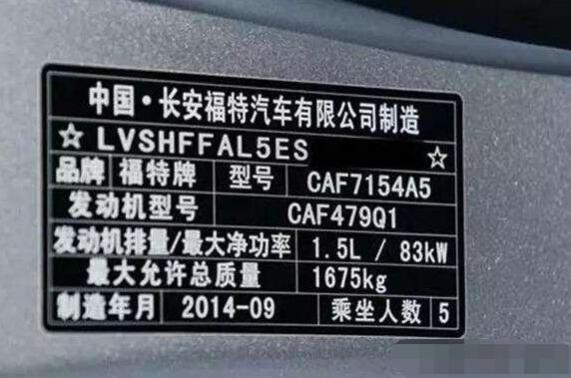 中国·长安福特汽车有限公司制造
☆LVSHFFAL5ES ☆
品牌 福特牌 型号 CAF7154A5
发动机型号 CAF479Q1
发动机排量/最大净功率 1.5L / 83kW
最大允许总质量 1675kg
制造年月 2014-09 乘坐人数 5